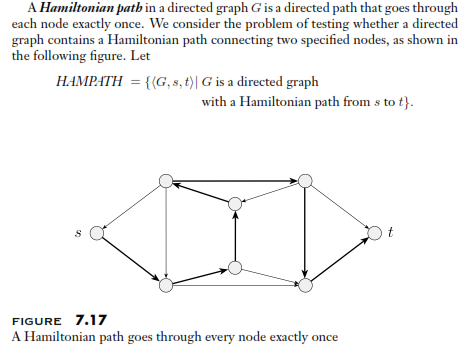 A Hamiltonian path in a directed graph G is a directed path that goes through
each node exactly once. We consider the problem of testing whether a directed
graph contains a Hamiltonian path connecting two specified nodes, as shown in
the following figure. Let
HAMPATH = {⟨G, s, t⟩| G is a directed graph
with a Hamiltonian path from s to t}.
s
t
FIGURE 7.17
A Hamiltonian path goes through every node exactly once